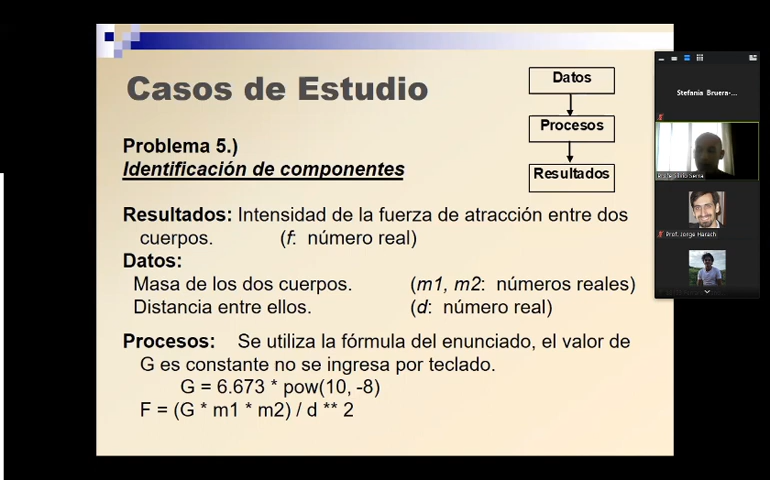 Casos de Estudio
Datos
Procesos
Resultados
Problema 5.)
Identificación de componentes
Resultados: Intensidad de la fuerza de atracción entre dos
cuerpos. (f: número real)
Datos:
Masa de los dos cuerpos. (m1, m2: números reales)
Distancia entre ellos. (d: número real)
Procesos: Se utiliza la fórmula del enunciado, el valor de
G es constante no se ingresa por teclado.
G = 6.673 * pow(10, -8)
F = (G * m1 * m2) / d ** 2
Stefanía Bruera-...
Prof. Jorge Harach